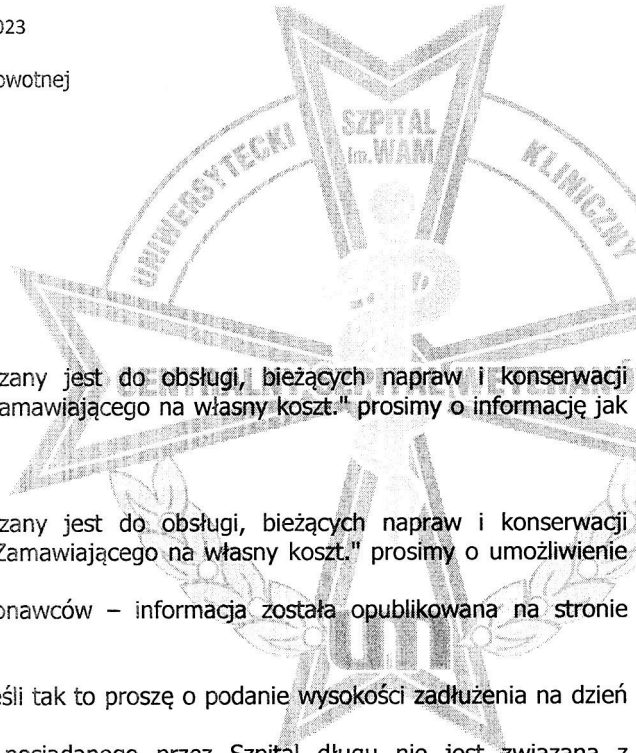 023
owotnej
SZPITAL
im. WAM
UNIWERSYTECKI
KLINICZNY
zany jest do obsługi, bieżących napraw i konserwacji
amawiającego na własny koszt." prosimy o informację jak
zany jest do obsługi, bieżących napraw i konserwacji
Zamawiającego na własny koszt." prosimy o umożliwienie
onawców – informacja została opublikowana na stronie
um
eśli tak to proszę o podanie wysokości zadłużenia na dzień
posiadanego przez Szpital długu nie jest związana z